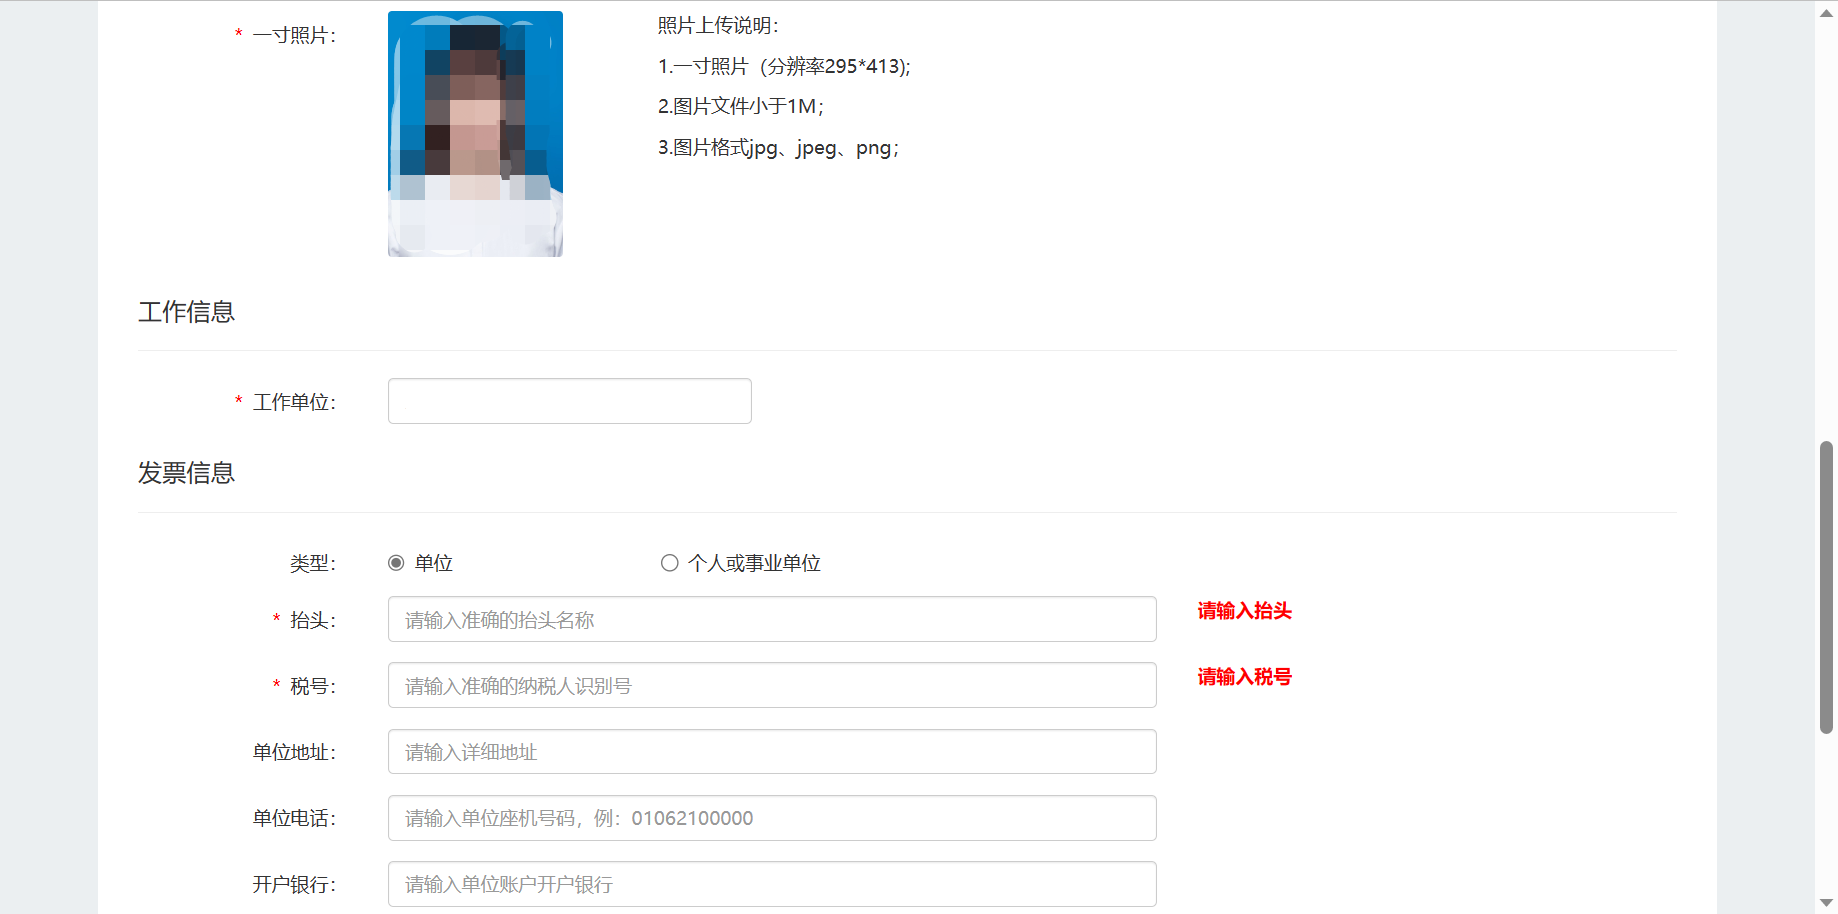 * 一寸照片：
照片上传说明：
1.一寸照片（分辨率295*413);
2.图片文件小于1M；
3.图片格式jpg、jpeg、png；
工作信息
* 工作单位：
发票信息
类型： 单位 个人或事业单位
* 抬头： 请输入准确的抬头名称 请输入抬头
* 税号： 请输入准确的纳税人识别号 请输入税号
单位地址： 请输入详细地址
单位电话： 请输入单位座机号码，例：01062100000
开户银行： 请输入单位账户开户银行